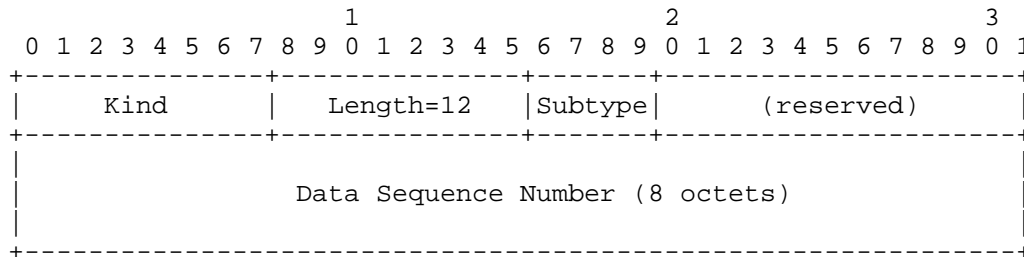 1                   2                   3
 0 1 2 3 4 5 6 7 8 9 0 1 2 3 4 5 6 7 8 9 0 1 2 3 4 5 6 7 8 9 0 1
+---------------+---------------+-------+----------------------+
|     Kind      |   Length=12   |Subtype|      (reserved)      |
+---------------+---------------+-------+----------------------+
|                                                              |
|                 Data Sequence Number (8 octets)              |
|                                                              |
+--------------------------------------------------------------+